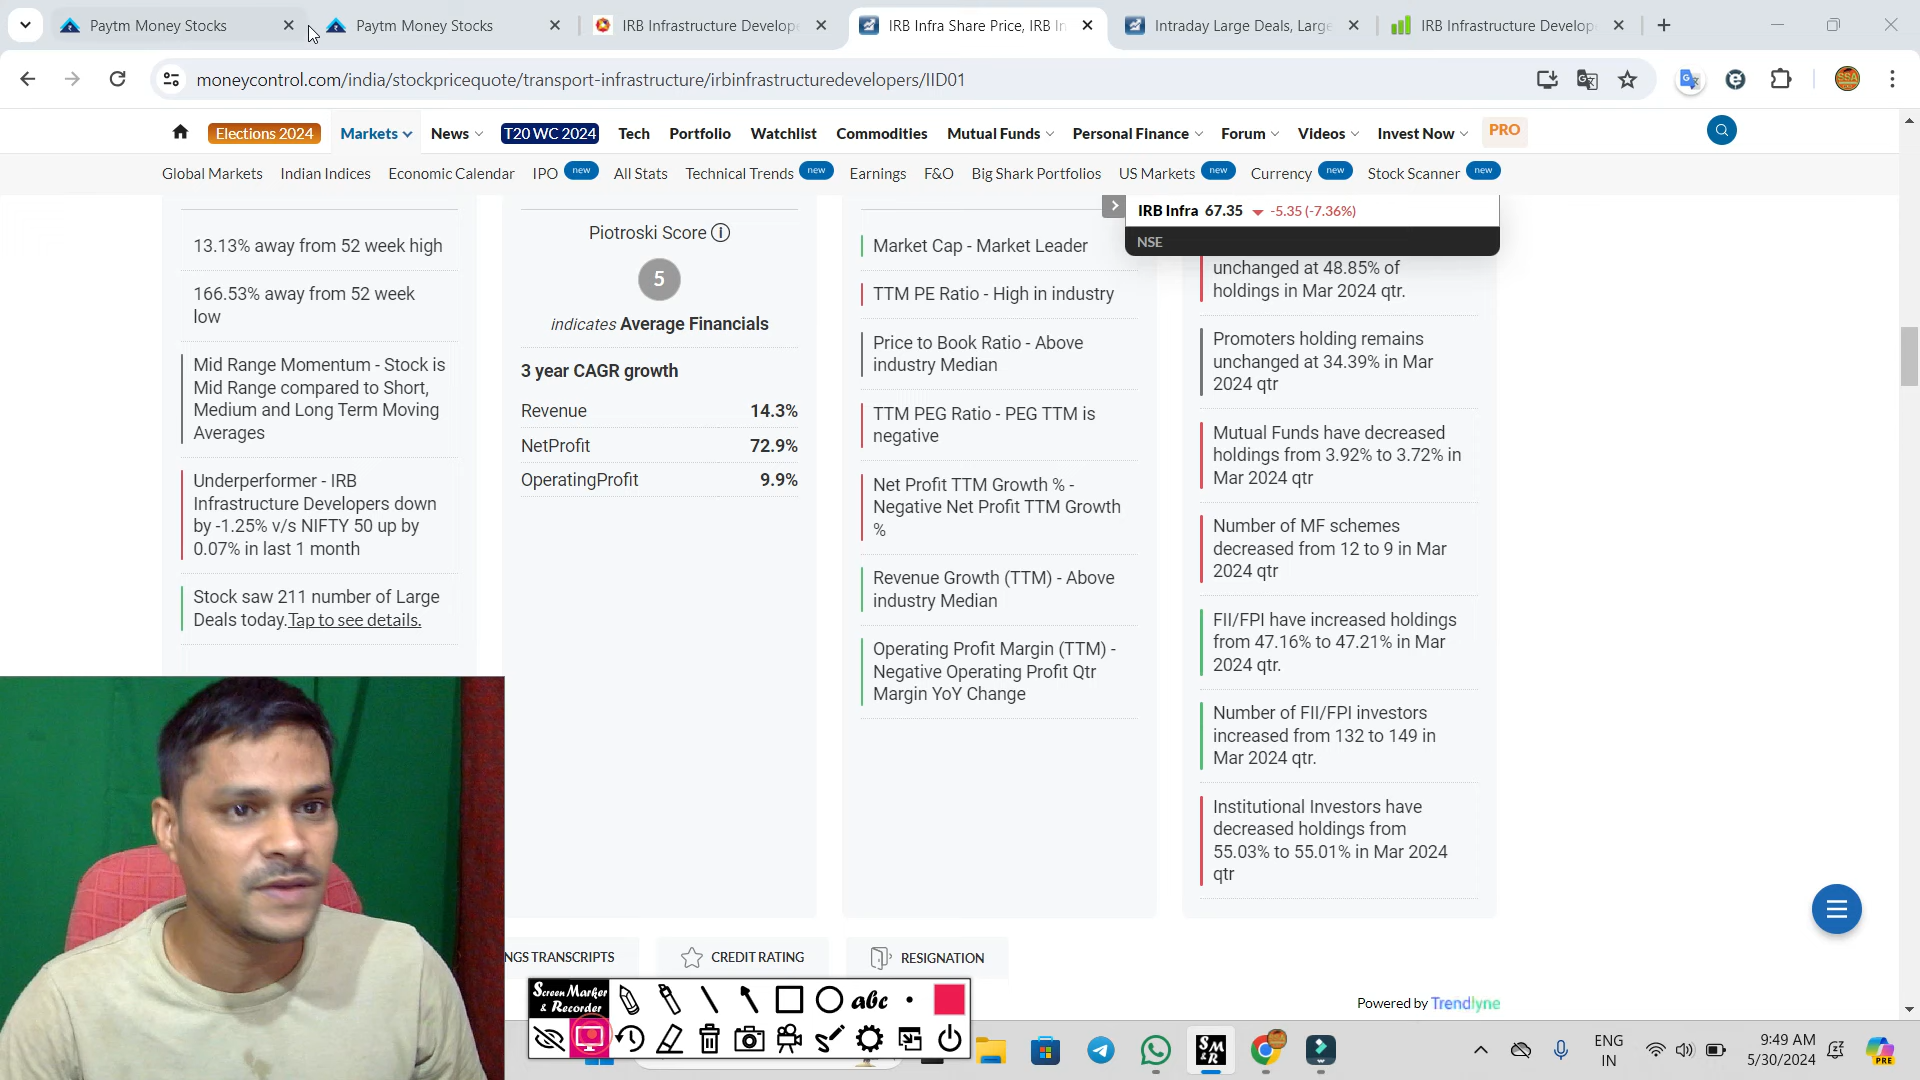 Paytm Money Stocks
Paytm Money Stocks
IRB Infrastructure Develope
IRB Infra Share Price, IRB In
Intraday Large Deals, Large
IRB Infrastructure Develop
moneycontrol.com/india/stockpricequote/transport-infrastructure/irbinfrastructuredevelopers/IID01
Elections 2024 Markets News T20 WC 2024 Tech Portfolio Watchlist Commodities Mutual Funds Personal Finance Forum Videos Invest Now PRO
Global Markets Indian Indices Economic Calendar IPO new All Stats Technical Trends new Earnings F&O Big Shark Portfolios US Markets new Currency new Stock Scanner new
IRB Infra 67.35 -5.35 (-7.36%)
NSE
13.13% away from 52 week high
166.53% away from 52 week
low
Mid Range Momentum - Stock is
Mid Range compared to Short,
Medium and Long Term Moving
Averages
Underperformer - IRB
Infrastructure Developers down
by -1.25% v/s NIFTY 50 up by
0.07% in last 1 month
Stock saw 211 number of Large
Deals today.Tap to see details.
Piotroski Score
5
indicates Average Financials
3 year CAGR growth
Revenue 14.3%
NetProfit 72.9%
OperatingProfit 9.9%
Market Cap - Market Leader
TTM PE Ratio - High in industry
Price to Book Ratio - Above
industry Median
TTM PEG Ratio - PEG TTM is
negative
Net Profit TTM Growth % -
Negative Net Profit TTM Growth
%
Revenue Growth (TTM) - Above
industry Median
Operating Profit Margin (TTM) -
Negative Operating Profit Qtr
Margin YoY Change
unchanged at 48.85% of
holdings in Mar 2024 qtr.
Promoters holding remains
unchanged at 34.39% in Mar
2024 qtr
Mutual Funds have decreased
holdings from 3.92% to 3.72% in
Mar 2024 qtr
Number of MF schemes
decreased from 12 to 9 in Mar
2024 qtr
FII/FPI have increased holdings
from 47.16% to 47.21% in Mar
2024 qtr.
Number of FII/FPI investors
increased from 132 to 149 in
Mar 2024 qtr.
Institutional Investors have
decreased holdings from
55.03% to 55.01% in Mar 2024
qtr
NGS TRANSCRIPTS
CREDIT RATING
RESIGNATION
Powered by Trendlyne
Screen Marker
& Recorder
abc
SM
&R
ENG
IN
9:49 AM
5/30/2024
PRE
SSA